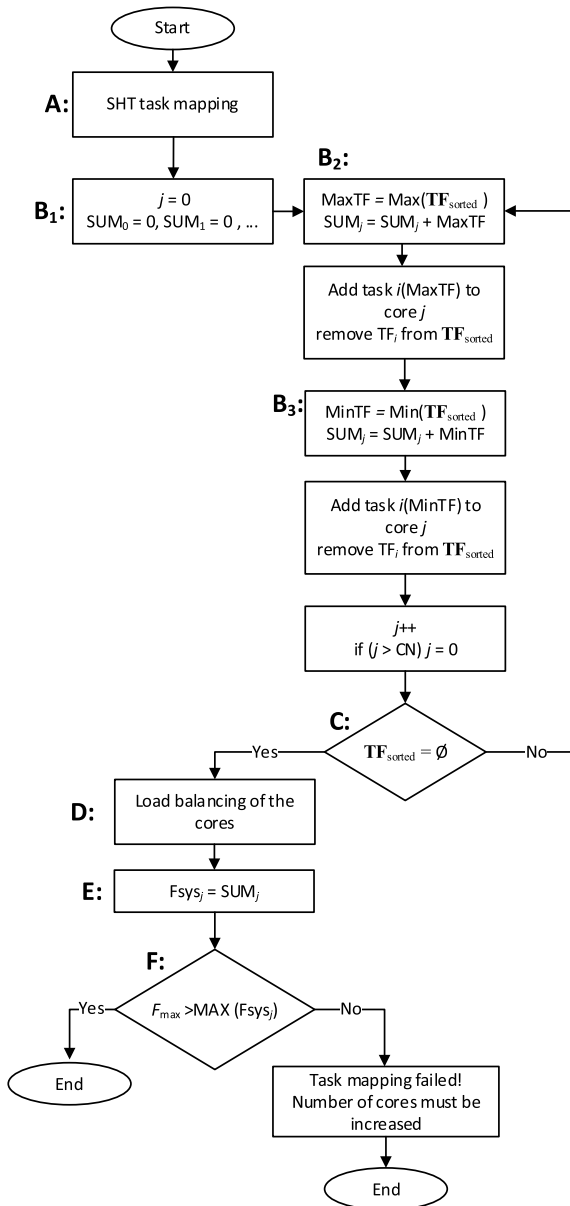 Start
A:
SHT task mapping
B₂:
B₁:
j = 0
SUM₀ = 0, SUM₁ = 0 , ...
MaxTF = Max(TFsorted )
SUMj = SUMj + MaxTF
Add task i(MaxTF) to
core j
remove TFi from TFsorted
B₃:
MinTF = Min(TFsorted )
SUMj = SUMj + MinTF
Add task i(MinTF) to
core j
remove TFi from TFsorted
j++
if (j > CN) j = 0
C:
TFsorted = Ø
Yes
No
D:
Load balancing of the
cores
E:
Fsysj = SUMj
F:
Fmax >MAX (Fsysj)
Yes
No
End
Task mapping failed!
Number of cores must be
increased
End